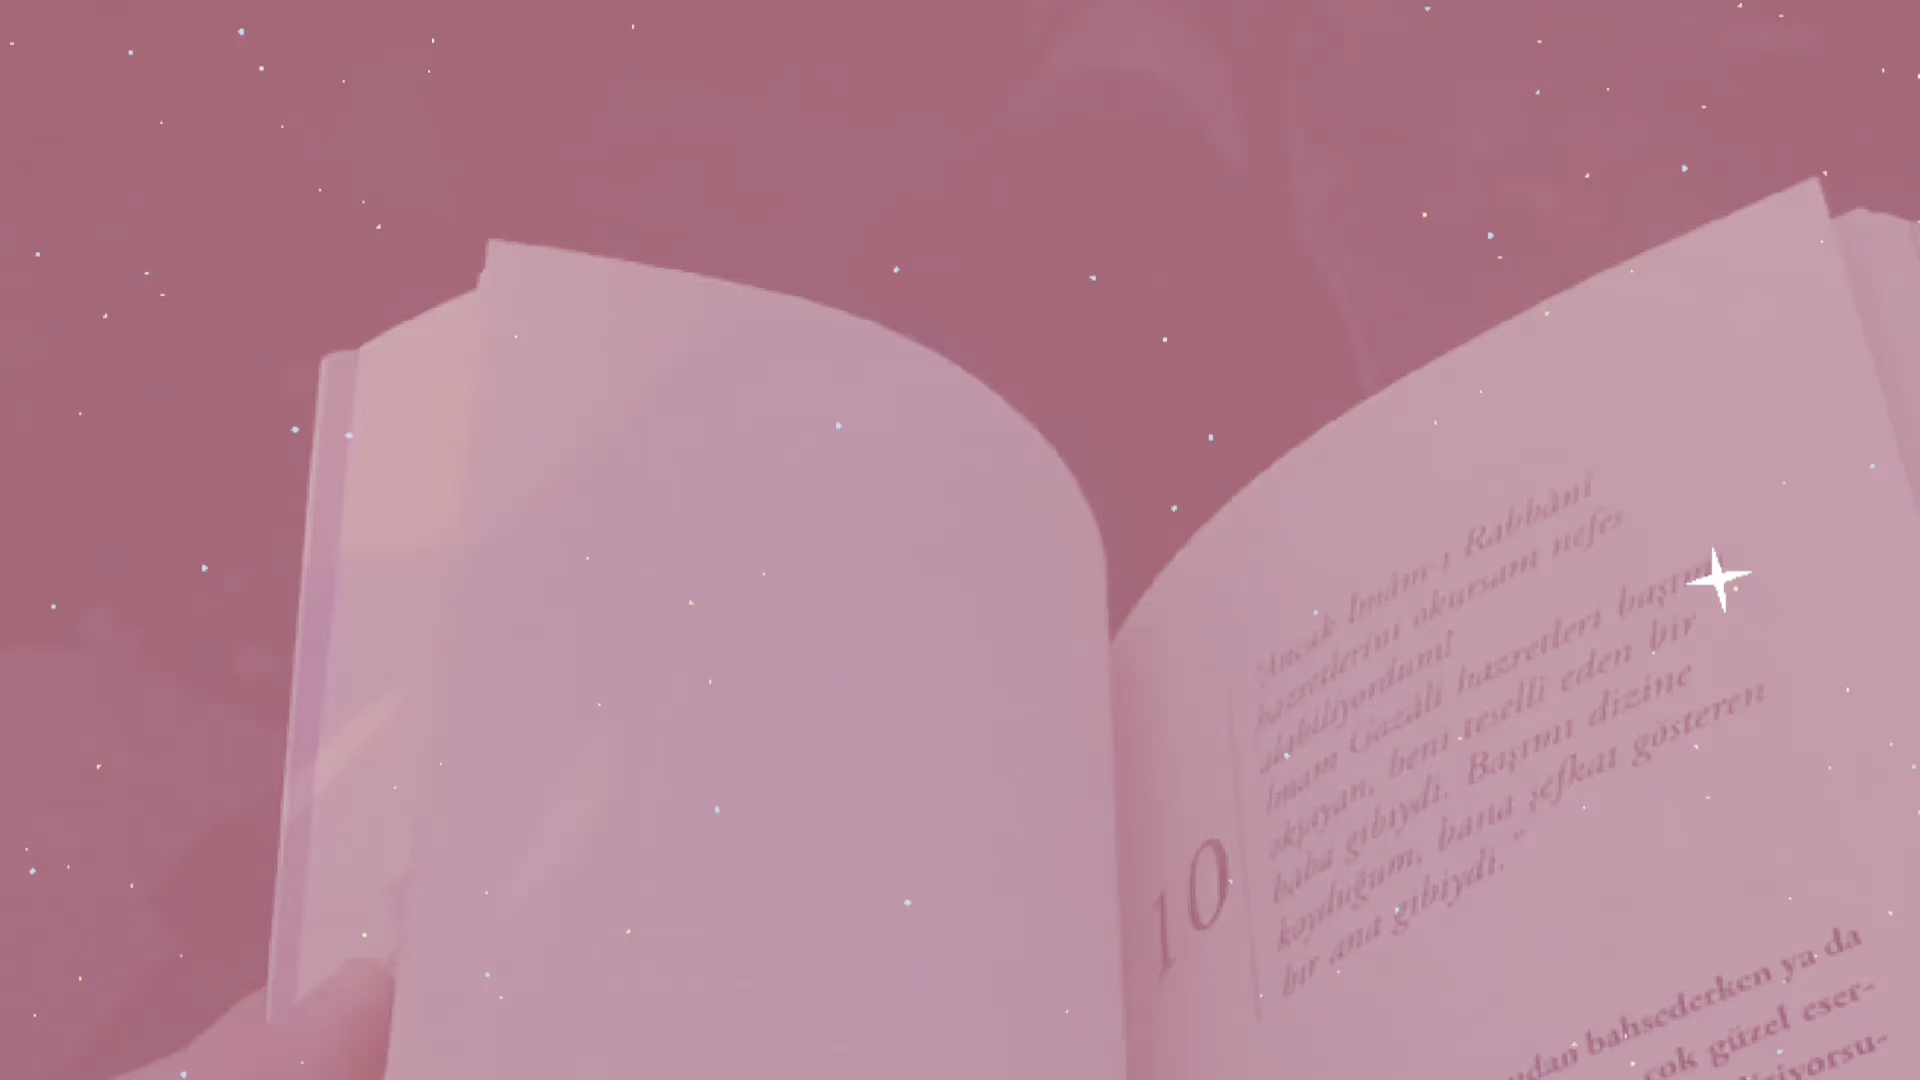 10
"Ancak İmâm-ı Rabbânî
hazretlerini okursam nefes
alabiliyordum!
İmam Gazâli hazretleri başımı
okşayan, beni teselli eden bir
baba gibiydi. Başımı dizine
koyduğum, bana şefkat gösteren
bir ana gibiydi."
bahsederken ya da
çok güzel eser-